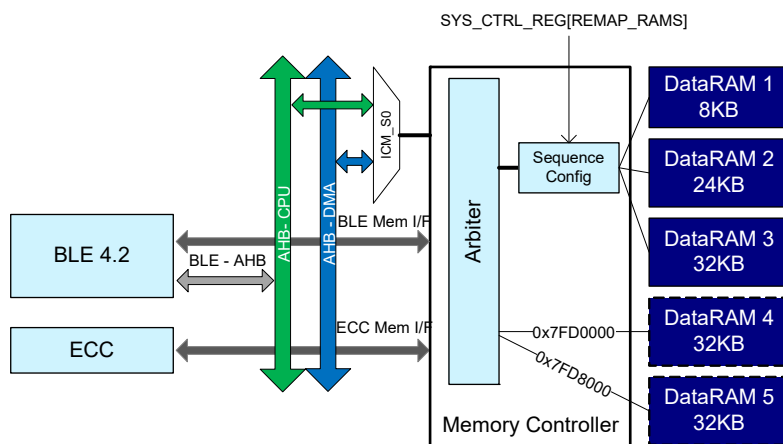 SYS_CTRL_REG[REMAP_RAMS]
DataRAM 1
8KB
ICM_S0
Sequence
Config
DataRAM 2
24KB
AHB- CPU
AHB - DMA
Arbiter
BLE Mem I/F
BLE 4.2
BLE - AHB
DataRAM 3
32KB
ECC Mem I/F
ECC
0x7FD0000
DataRAM 4
32KB
0x7FD8000
DataRAM 5
32KB
Memory Controller